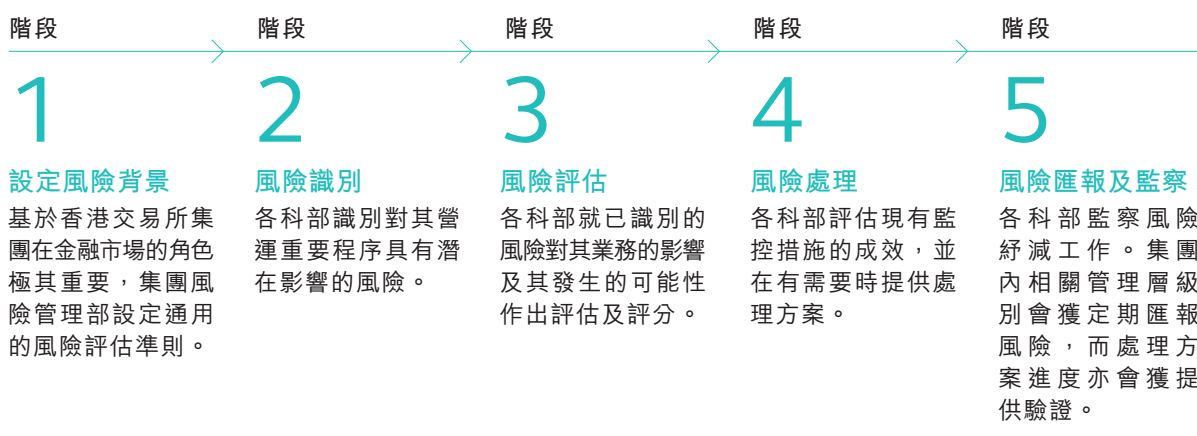 階段
1
設定風險背景
基於香港交易所集
團在金融市場的角色
極其重要，集團風
險管理部設定通用
的風險評估準則。
階段
2
風險識別
各科部識別對其營
運重要程序具有潛
在影響的風險。
階段
3
風險評估
各科部就已識別的
風險對其業務的影響
及其發生的可能性
作出評估及評分。
階段
4
風險處理
各科部評估現有監
控措施的成效，並
在有需要時提供處
理方案。
階段
5
風險匯報及監察
各科部監察風險
紓減工作。集團
內相關管理層級
別會獲定期匯報
風險，而處理方
案進度亦會獲提
供驗證。